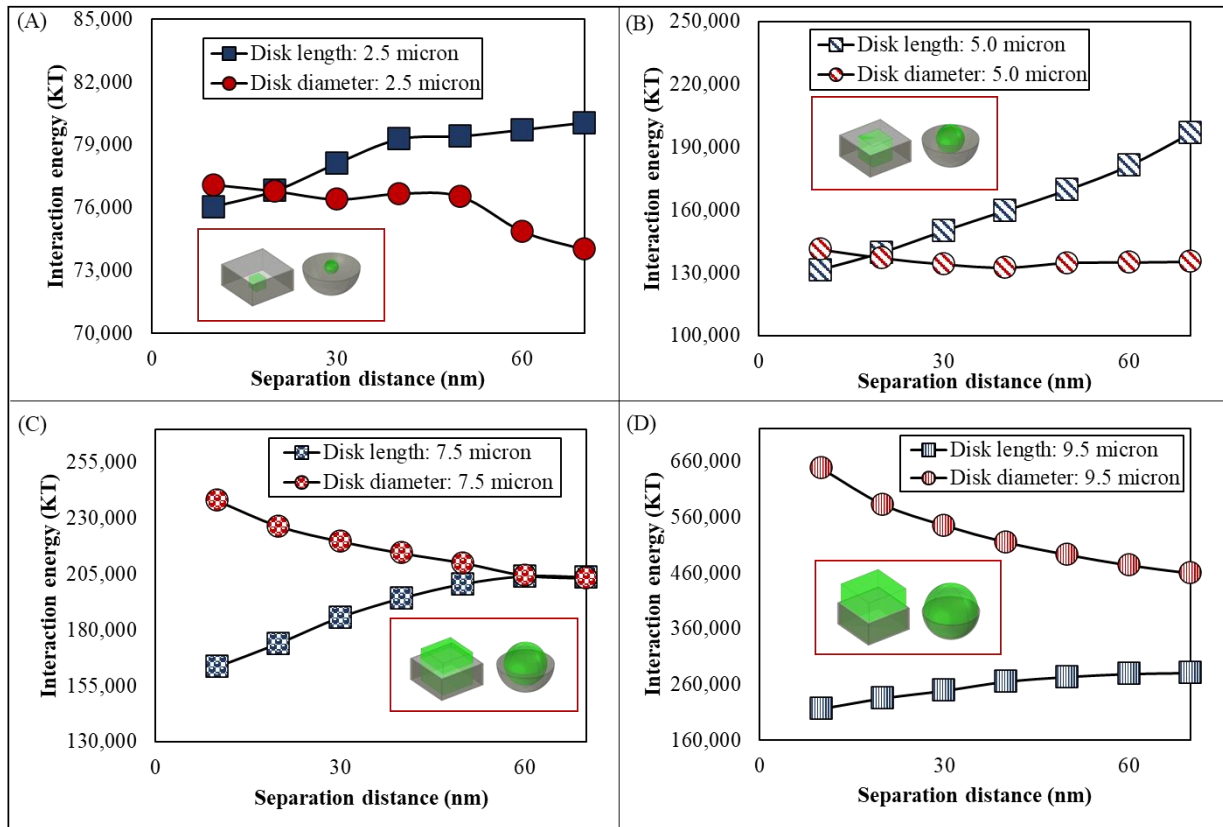 (A)
Interaction energy (KT)
85,000
82,000
79,000
76,000
73,000
70,000
Disk length: 2.5 micron
Disk diameter: 2.5 micron
0
30
60
Separation distance (nm)
(B)
Interaction energy (KT)
250,000
220,000
190,000
160,000
130,000
100,000
Disk length: 5.0 micron
Disk diameter: 5.0 micron
0
30
60
Separation distance (nm)
(C)
Interaction energy (KT)
255,000
230,000
205,000
180,000
155,000
130,000
Disk length: 7.5 micron
Disk diameter: 7.5 micron
0
30
60
Separation distance (nm)
(D)
Interaction energy (KT)
660,000
560,000
460,000
360,000
260,000
160,000
Disk length: 9.5 micron
Disk diameter: 9.5 micron
0
30
60
Separation distance (nm)